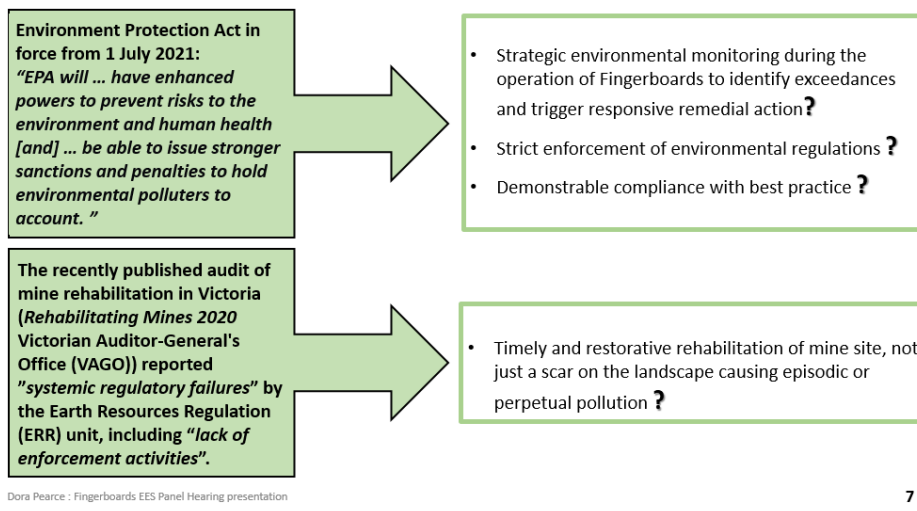 Environment Protection Act in
force from 1 July 2021:
“EPA will … have enhanced
powers to prevent risks to the
environment and human health
[and] … be able to issue stronger
sanctions and penalties to hold
environmental polluters to
account. ”
• Strategic environmental monitoring during the
operation of Fingerboards to identify exceedances
and trigger responsive remedial action?
• Strict enforcement of environmental regulations ?
• Demonstrable compliance with best practice ?
The recently published audit of
mine rehabilitation in Victoria
(Rehabilitating Mines 2020
Victorian Auditor-General's
Office (VAGO)) reported
”systemic regulatory failures” by
the Earth Resources Regulation
(ERR) unit, including “lack of
enforcement activities”.
• Timely and restorative rehabilitation of mine site, not
just a scar on the landscape causing episodic or
perpetual pollution ?
Dora Pearce : Fingerboards EES Panel Hearing presentation
7